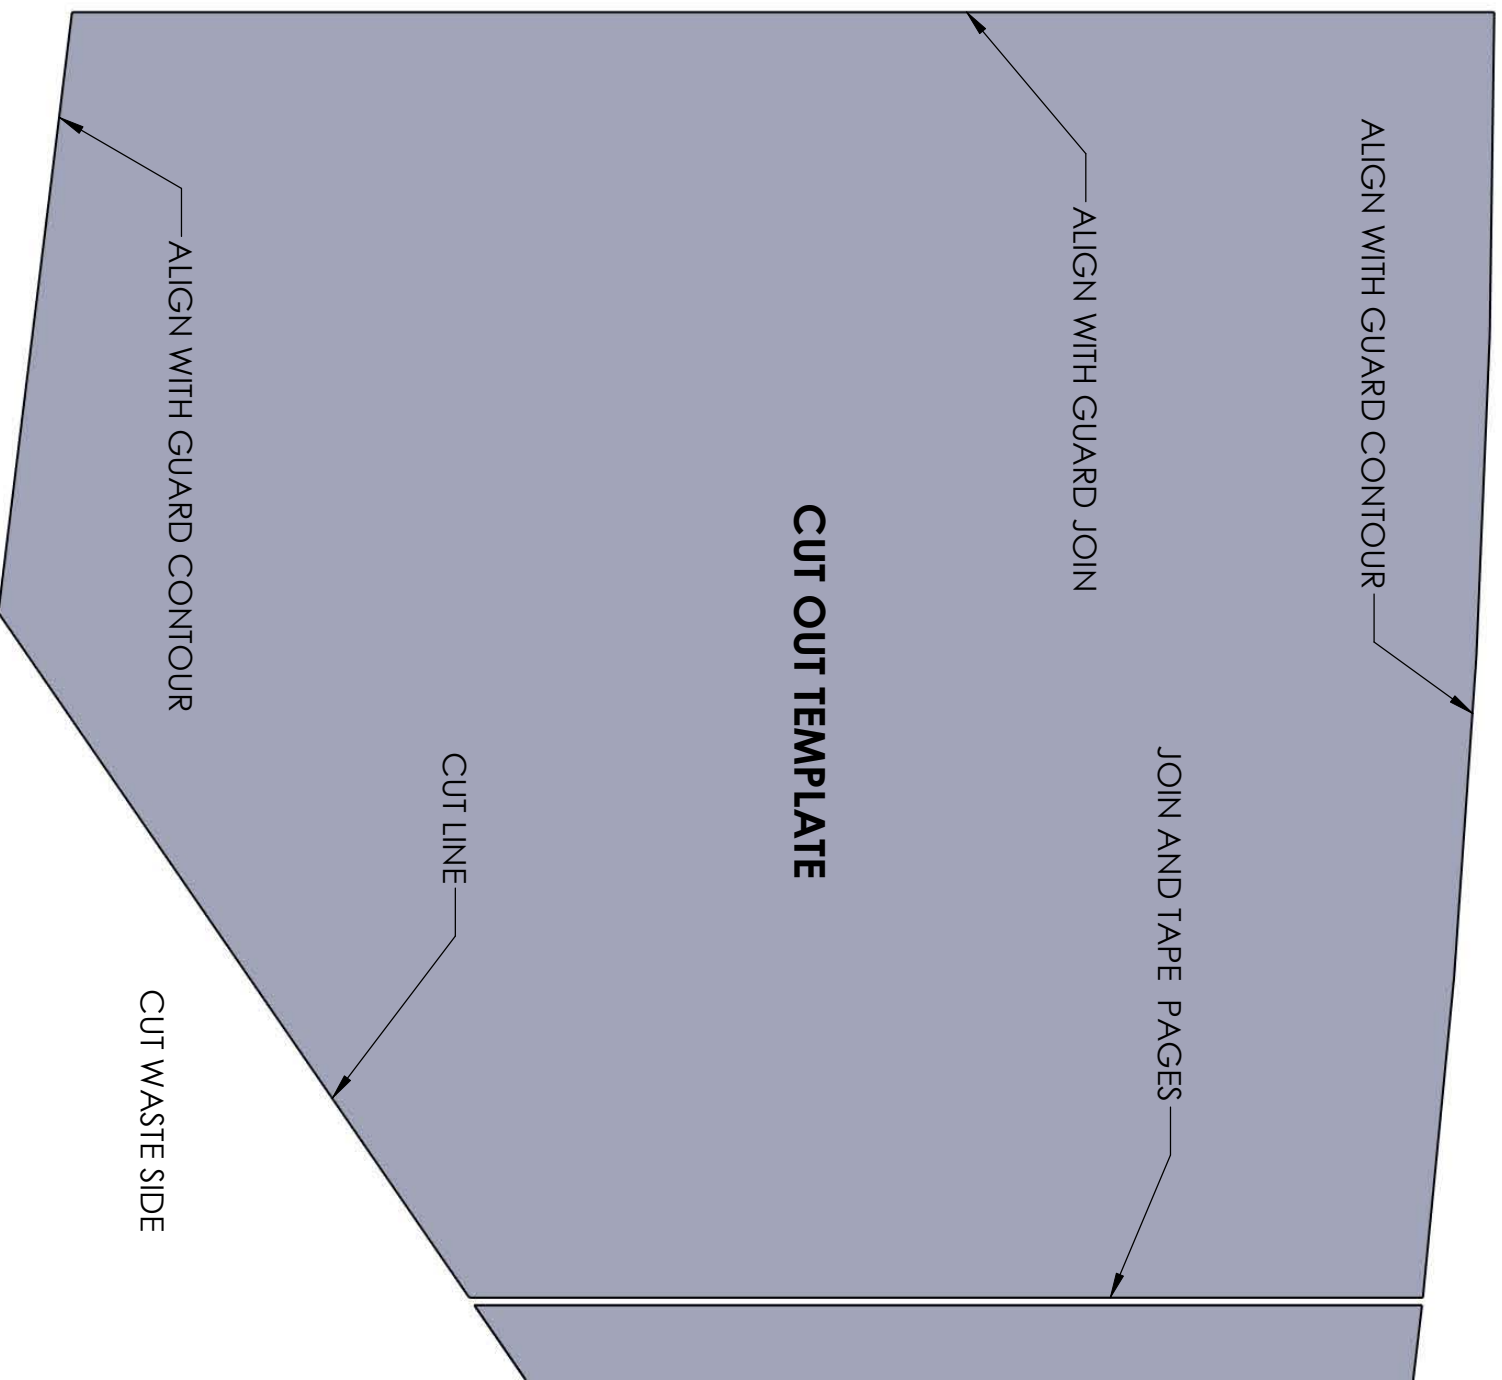 ALIGN WITH GUARD CONTOUR
JOIN AND TAPE PAGES
ALIGN WITH GUARD JOIN
CUT OUT TEMPLATE
CUT LINE
ALIGN WITH GUARD CONTOUR
CUT WASTE SIDE